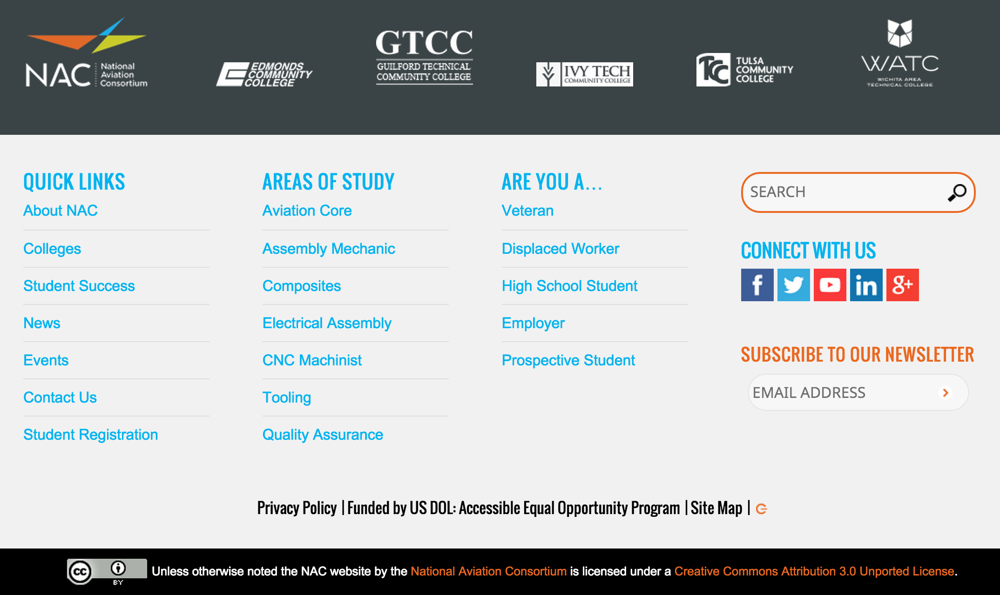 NAC National Aviation Consortium
EDMONDS COMMUNITY COLLEGE
GTCC
GUILFORD TECHNICAL
COMMUNITY COLLEGE
IVY TECH
COMMUNITY COLLEGE
TCC TULSA COMMUNITY COLLEGE
WATC
WICHITA AREA
TECHNICAL COLLEGE
QUICK LINKS
About NAC
Colleges
Student Success
News
Events
Contact Us
Student Registration
AREAS OF STUDY
Aviation Core
Assembly Mechanic
Composites
Electrical Assembly
CNC Machinist
Tooling
Quality Assurance
ARE YOU A...
Veteran
Displaced Worker
High School Student
Employer
Prospective Student
SEARCH
CONNECT WITH US
f in g+
SUBSCRIBE TO OUR NEWSLETTER
EMAIL ADDRESS
Privacy Policy | Funded by US DOL: Accessible Equal Opportunity Program | Site Map |
cc BY Unless otherwise noted the NAC website by the National Aviation Consortium is licensed under a Creative Commons Attribution 3.0 Unported License.